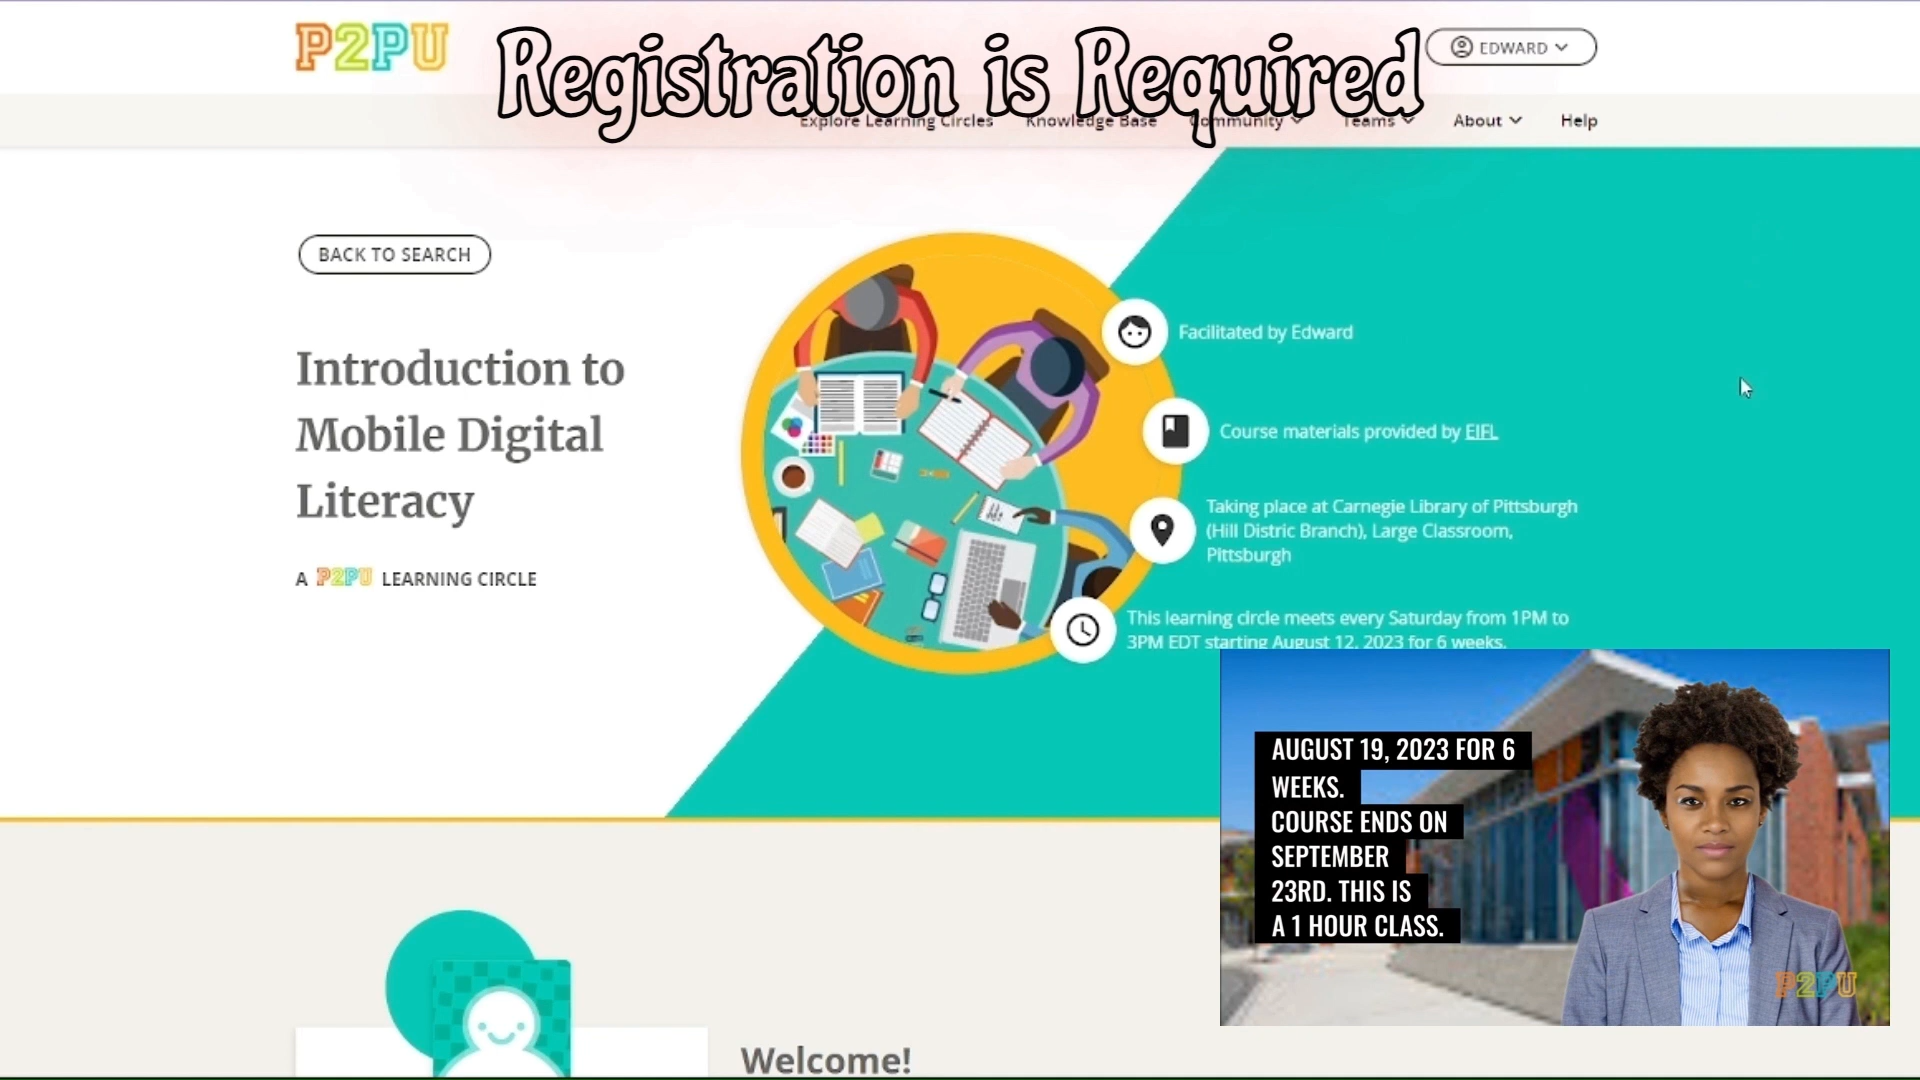 P2PU
Registration is Required
EDWARD
Explore Learning Circles
Knowledge Base
Community
Teams
About
Help
BACK TO SEARCH
Introduction to
Mobile Digital
Literacy
A P2PU LEARNING CIRCLE
Facilitated by Edward
Course materials provided by EIFL
Taking place at Carnegie Library of Pittsburgh
(Hill Distric Branch), Large Classroom,
Pittsburgh
This learning circle meets every Saturday from 1PM to
3PM EDT starting August 12, 2023 for 6 weeks.
AUGUST 19, 2023 FOR 6
WEEKS.
COURSE ENDS ON
SEPTEMBER
23RD. THIS IS
A 1 HOUR CLASS.
P2PU
Welcome!